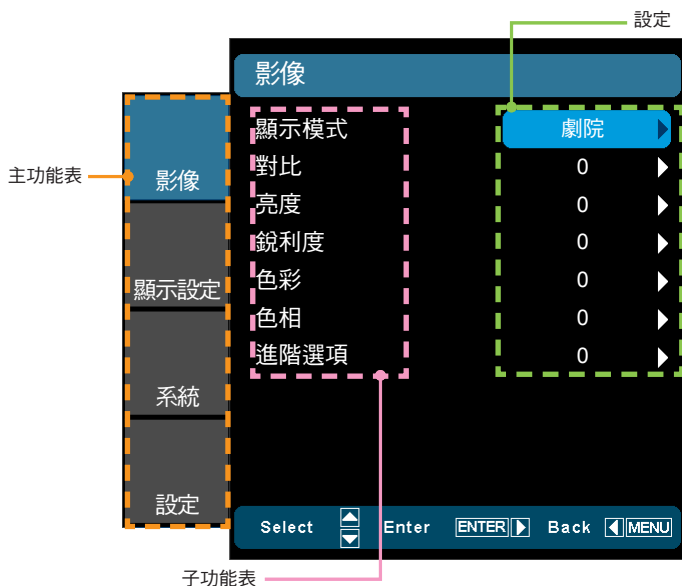 設定
影像
顯示模式 劇院
對比 0
亮度 0
銳利度 0
色彩 0
色相 0
進階選項 0
主功能表
影像
顯示設定
系統
設定
Select Enter ENTER Back MENU
子功能表